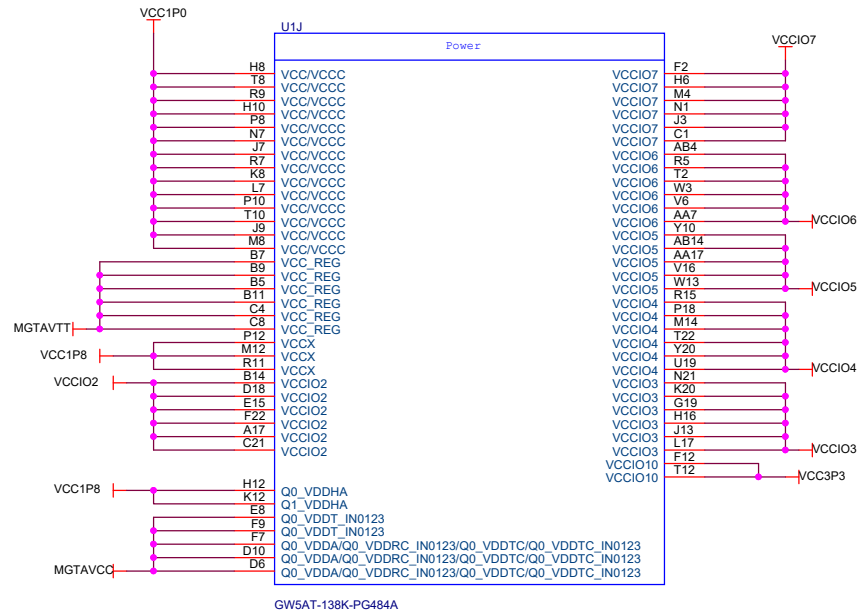 VCC1P0
U1J
Power
VCCIO7
H8 VCC/VCCC VCCIO7 F2
T8 VCC/VCCC VCCIO7 H6
R9 VCC/VCCC VCCIO7 M4
H10 VCC/VCCC VCCIO7 N1
P8 VCC/VCCC VCCIO7 J3
N7 VCC/VCCC VCCIO7 C1
J7 VCC/VCCC VCCIO6 AB4
R7 VCC/VCCC VCCIO6 R5
K8 VCC/VCCC VCCIO6 T2
L7 VCC/VCCC VCCIO6 W3
P10 VCC/VCCC VCCIO6 V6
T10 VCC/VCCC VCCIO6 AA7 VCCIO6
J9 VCC/VCCC VCCIO5 Y10
M8 VCC/VCCC VCCIO5 AB14
B7 VCC_REG VCCIO5 AA17
B9 VCC_REG VCCIO5 V16
B5 VCC_REG VCCIO5 W13 VCCIO5
B11 VCC_REG VCCIO4 R15
C4 VCC_REG VCCIO4 P18
MGTAVTT C8 VCC_REG VCCIO4 M14
P12 VCCX VCCIO4 T22
VCC1P8 M12 VCCX VCCIO4 Y20
R11 VCCX VCCIO4 U19 VCCIO4
VCCIO2 B14 VCCIO2 VCCIO3 N21
D18 VCCIO2 VCCIO3 K20
E15 VCCIO2 VCCIO3 G19
F22 VCCIO2 VCCIO3 H16
A17 VCCIO2 VCCIO3 J13
C21 VCCIO2 VCCIO3 L17 VCCIO3
VCCIO10 F12
VCCIO10 T12 VCC3P3
VCC1P8 H12 Q0_VDDHA
K12 Q1_VDDHA
E8 Q0_VDDT_IN0123
F9 Q0_VDDT_IN0123
F7 Q0_VDDA/Q0_VDDRC_IN0123/Q0_VDDTC/Q0_VDDTC_IN0123
D10 Q0_VDDA/Q0_VDDRC_IN0123/Q0_VDDTC/Q0_VDDTC_IN0123
MGTAVCC D6 Q0_VDDA/Q0_VDDRC_IN0123/Q0_VDDTC/Q0_VDDTC_IN0123
GW5AT-138K-PG484A